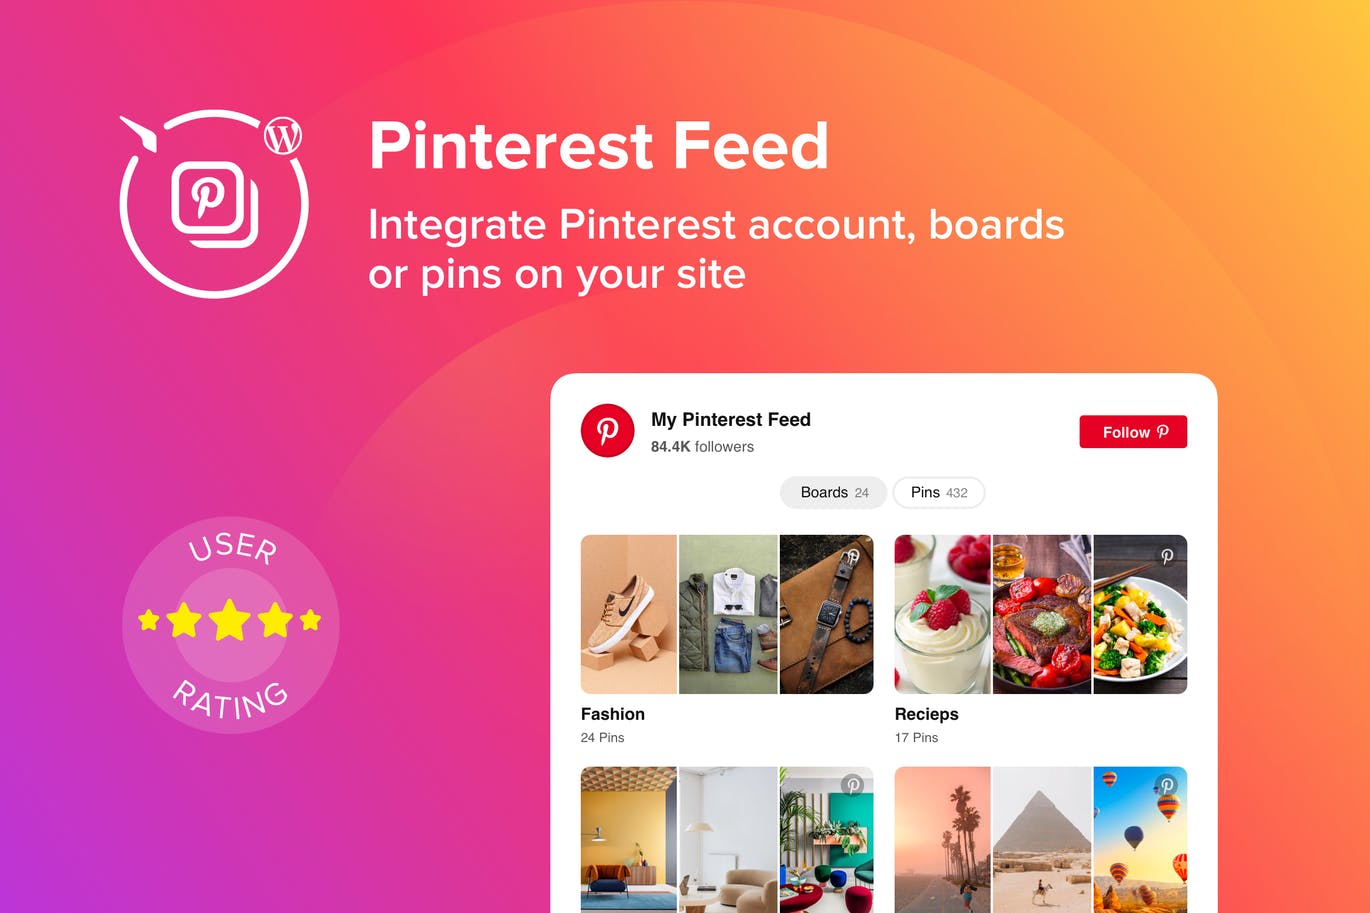 Pinterest Feed
Integrate Pinterest account, boards
or pins on your site
My Pinterest Feed
84.4K followers
Follow
Boards 24
Pins 432
USER
RATING
Fashion
24 Pins
Recieps
17 Pins